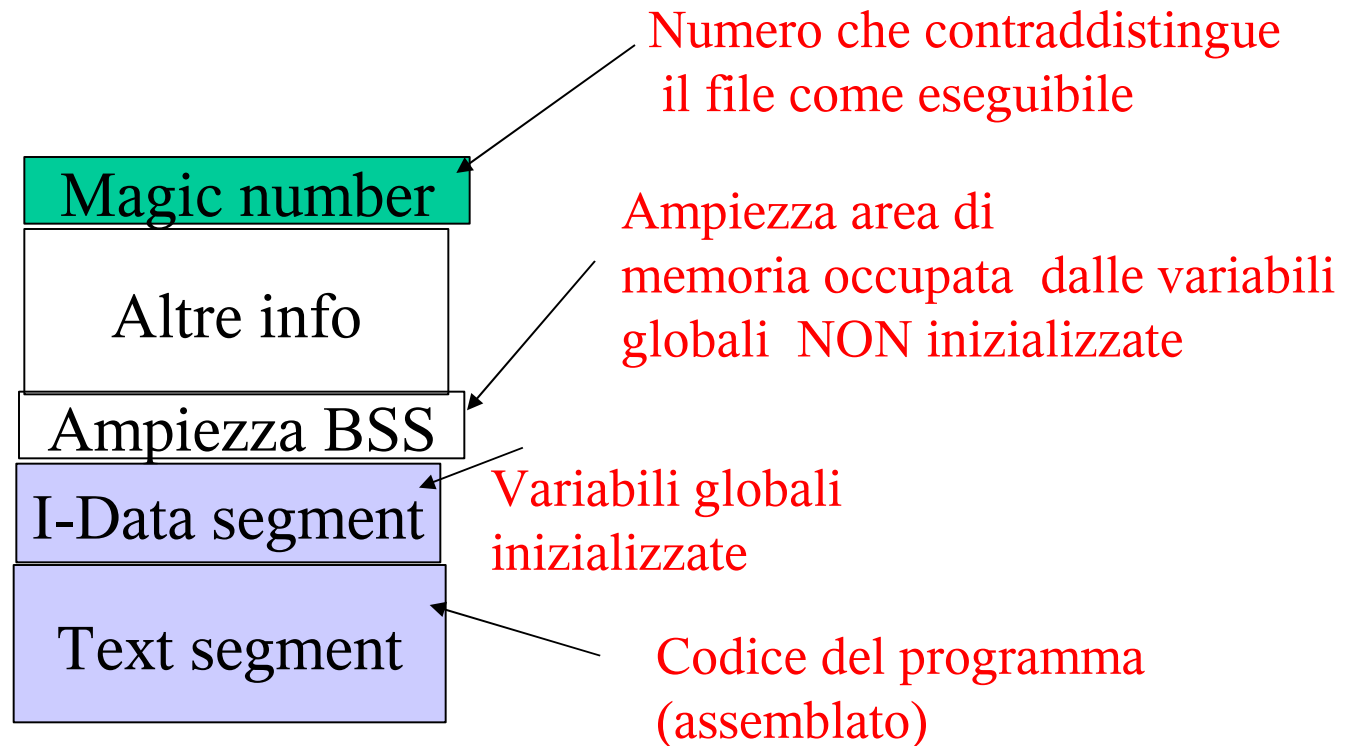 Numero che contraddistingue
il file come eseguibile
Magic number
Ampiezza area di
memoria occupata dalle variabili
globali NON inizializzate
Altre info
Ampiezza BSS
I-Data segment
Variabili globali
inizializzate
Text segment
Codice del programma
(assemblato)